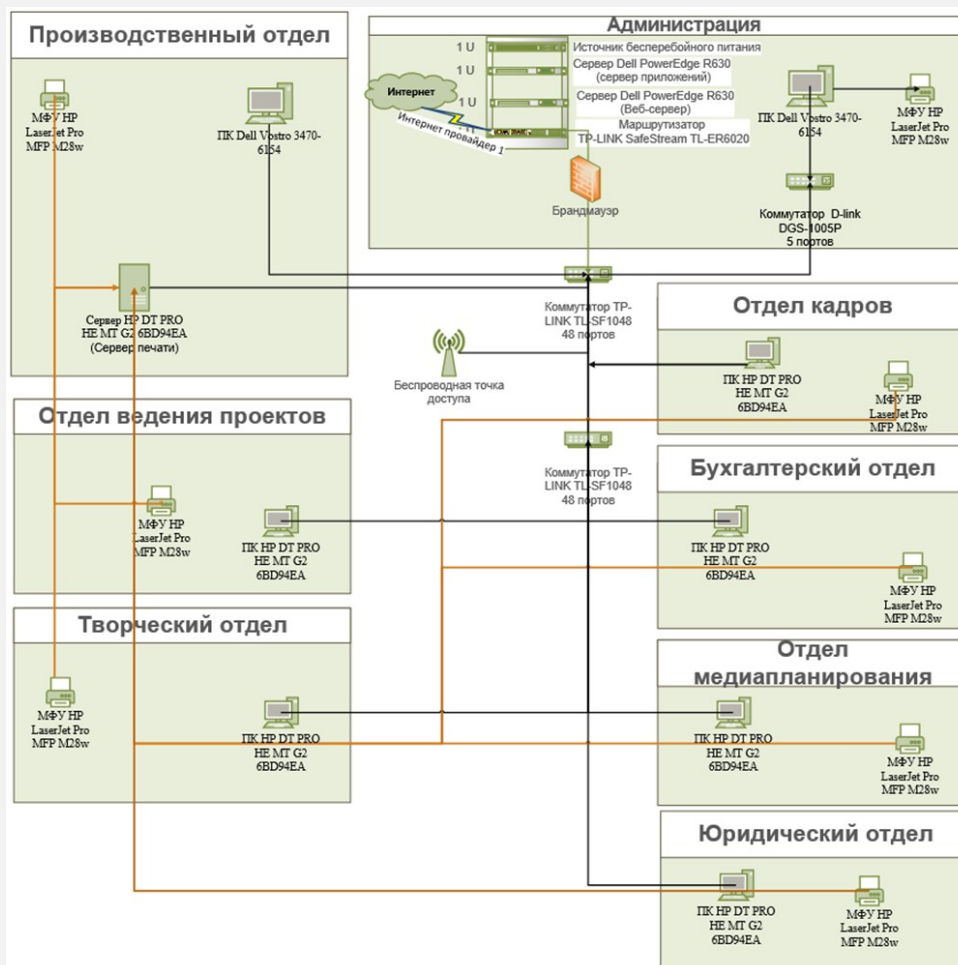 Производственный отдел
МФУ HP
LaserJet Pro
MFP M28w
ПК Dell Vostro 3470-
6154
Сервер HP DT PRO
HE MT G2 6BD94EA
(Сервер печати)
Администрация
1 U
Источник бесперебойного питания
1 U
Сервер Dell PowerEdge R630
(сервер приложений)
1 U
Сервер Dell PowerEdge R630
(Веб-сервер)
Маршрутизатор
TP-LINK SafeStream TL-ER6020
Интернет
Интернет провайдер 1
Брандмауэр
ПК Dell Vostro 3470-
6154
МФУ HP
LaserJet Pro
MFP M28w
Коммутатор D-link
DGS-1005P
5 портов
Коммутатор TP-
LINK TL-SF1048
48 портов
Беспроводная точка
доступа
Отдел кадров
ПК HP DT PRO
HE MT G2
6BD94EA
МФУ HP
LaserJet Pro
MFP M28w
Отдел ведения проектов
МФУ HP
LaserJet Pro
MFP M28w
ПК HP DT PRO
HE MT G2
6BD94EA
Коммутатор TP-
LINK TL-SF1048
48 портов
Бухгалтерский отдел
ПК HP DT PRO
HE MT G2
6BD94EA
МФУ HP
LaserJet Pro
MFP M28w
Творческий отдел
МФУ HP
LaserJet Pro
MFP M28w
ПК HP DT PRO
HE MT G2
6BD94EA
Отдел
медиапланирования
ПК HP DT PRO
HE MT G2
6BD94EA
МФУ HP
LaserJet Pro
MFP M28w
Юридический отдел
ПК HP DT PRO
HE MT G2
6BD94EA
МФУ HP
LaserJet Pro
MFP M28w